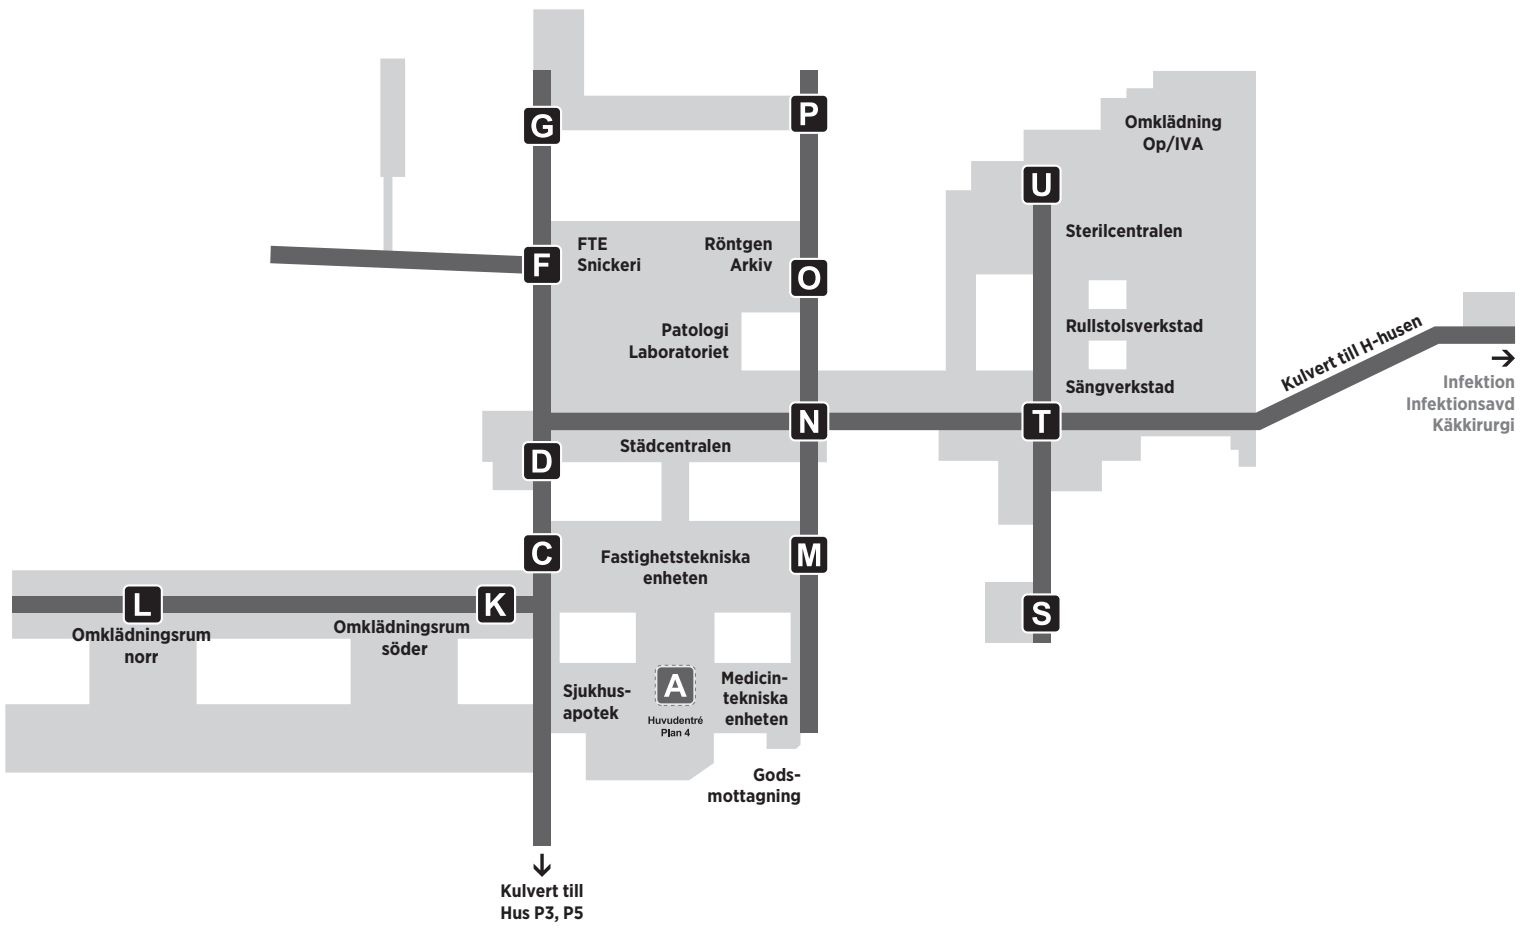 G
P
Omklädning
Op/IVA
U
FTE
Snickeri
Röntgen
Arkiv
Sterilcentralen
F
O
Patologi
Laboratoriet
Rullstolsverkstad
Kulvert till H-husen
Sängverkstad
Infektion
Infektionsavd
Käkkirurgi
N
T
D
Städcentralen
C
Fastighetstekniska
enheten
M
L
K
S
Omklädningsrum
norr
Omklädningsrum
söder
Sjukhus-
apotek
A
Huvudentré
Plan 4
Medicin-
tekniska
enheten
Gods-
mottagning
Kulvert till
Hus P3, P5